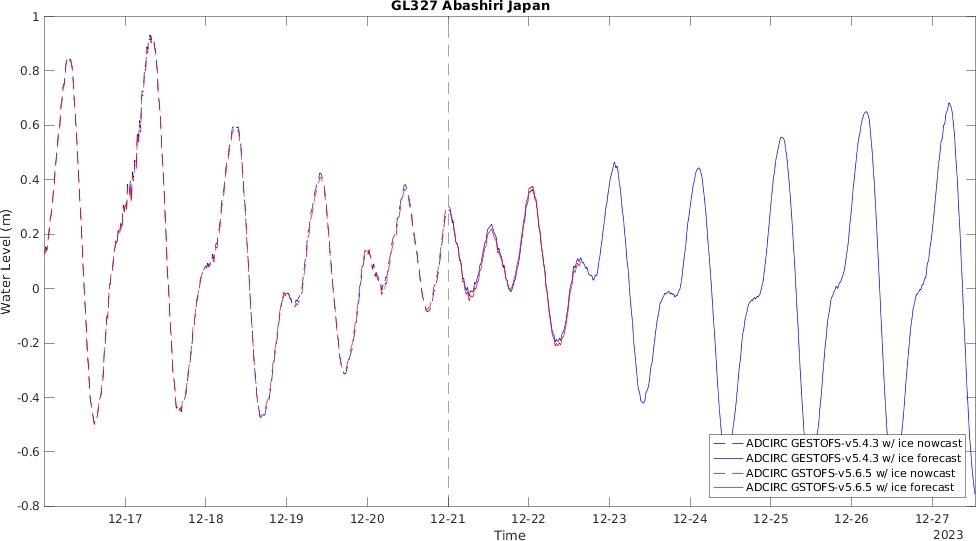 GL327 Abashiri Japan
1
0.8
0.6
0.4
0.2
0
-0.2
-0.4
-0.6
-0.8
Water Level (m)
ADCIRC GESTOFS-v5.4.3 w/ ice nowcast
ADCIRC GESTOFS-v5.4.3 w/ ice forecast
ADCIRC GSTOFS-v5.6.5 w/ ice nowcast
ADCIRC GSTOFS-v5.6.5 w/ ice forecast
12-17 12-18 12-19 12-20 12-21 12-22 12-23 12-24 12-25 12-26 12-27
Time
2023